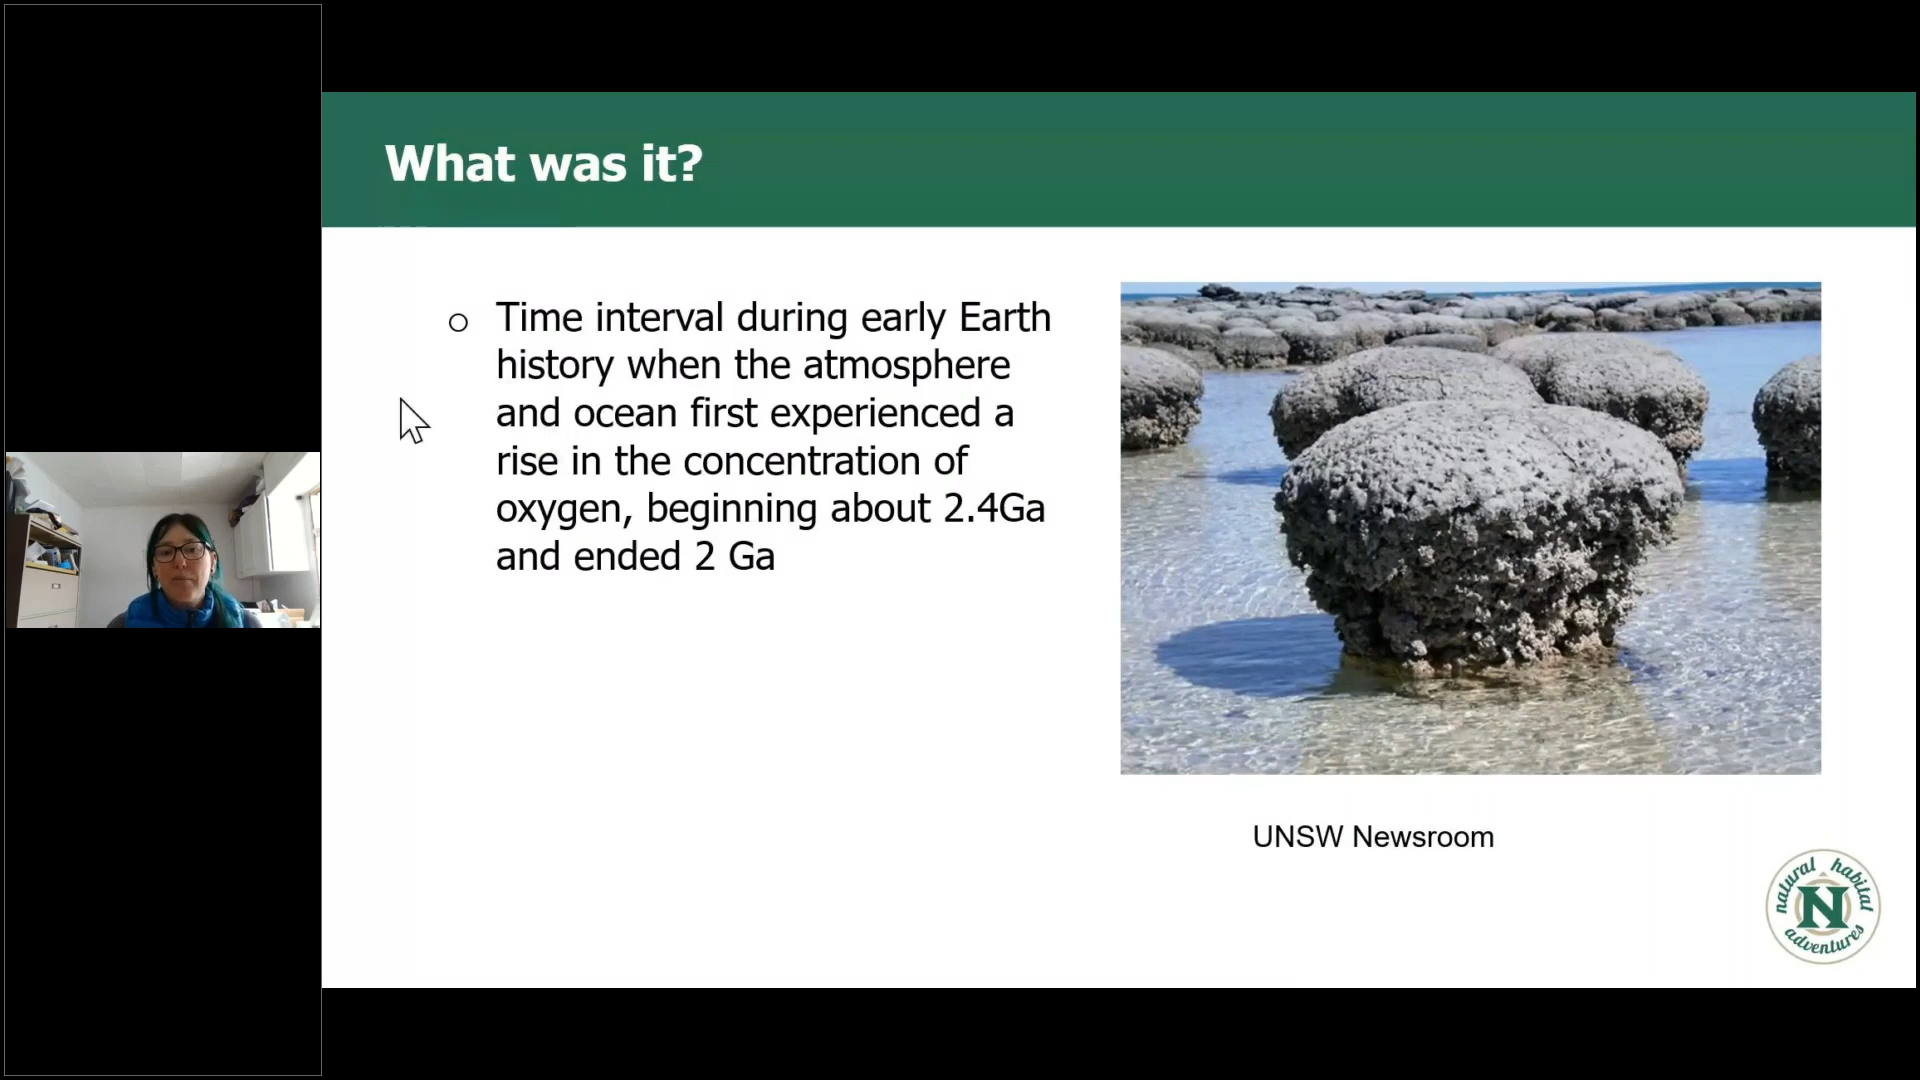 What was it?
o Time interval during early Earth
history when the atmosphere
and ocean first experienced a
rise in the concentration of
oxygen, beginning about 2.4Ga
and ended 2 Ga
UNSW Newsroom
natural habitat
N
adventures